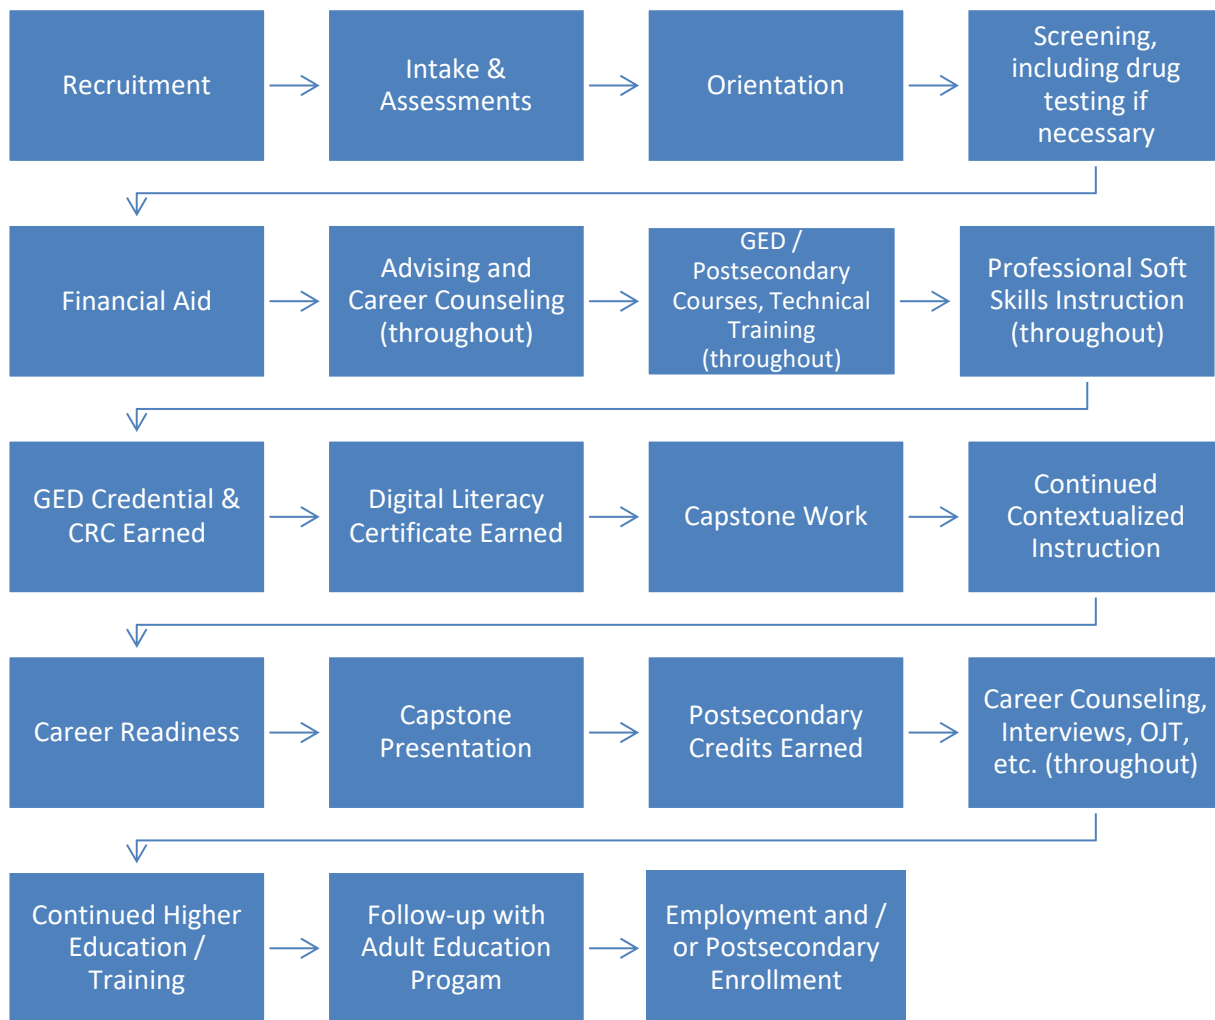 Recruitment
Intake &
Assessments
Orientation
Screening,
including drug
testing if
necessary
Financial Aid
Advising and
Career Counseling
(throughout)
GED /
Postsecondary
Courses, Technical
Training
(throughout)
Professional Soft
Skills Instruction
(throughout)
GED Credential &
CRC Earned
Digital Literacy
Certificate Earned
Capstone Work
Continued
Contextualized
Instruction
Career Readiness
Capstone
Presentation
Postsecondary
Credits Earned
Career Counseling,
Interviews, OJT,
etc. (throughout)
Continued Higher
Education /
Training
Follow-up with
Adult Education
Progam
Employment and /
or Postsecondary
Enrollment